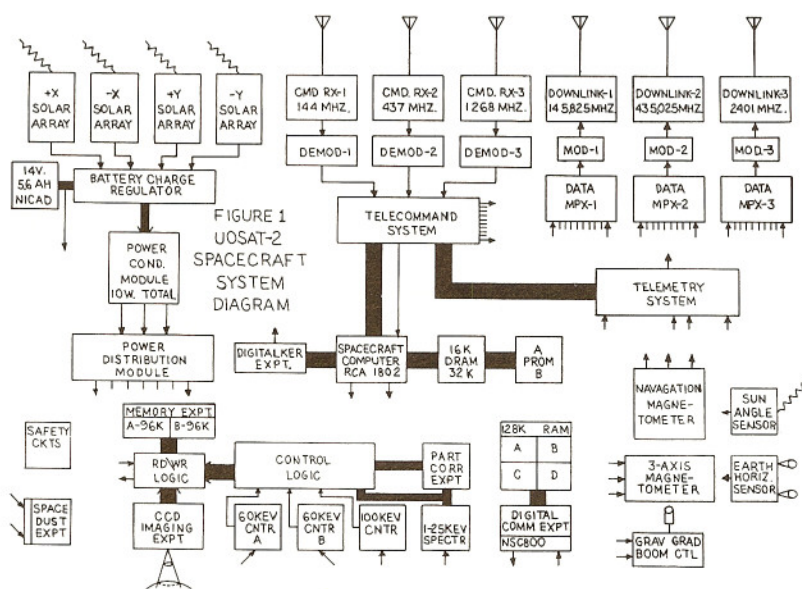 +X
SOLAR
ARRAY
-X
SOLAR
ARRAY
+Y
SOLAR
ARRAY
-Y
SOLAR
ARRAY
CMD RX-1
144 MHZ.
CMD. RX-2
437 MHZ.
CMD. RX-3
1268 MHZ.
DOWNLINK-1
145,825MHZ.
DOWNLINK-2
435,025MHZ.
DOWNLINK-3
2401 MHZ.
DEMOD-1
DEMOD-2
DEMOD-3
MOD-1
MOD-2
MOD.-3
14V.
5.6 AH
NICAD
BATTERY CHARGE
REGULATOR
DATA
MPX-1
DATA
MPX-2
DATA
MPX-3
FIGURE 1
UOSAT-2
SPACECRAFT
SYSTEM
DIAGRAM
TELECOMMAND
SYSTEM
POWER
COND.
MODULE
10W. TOTAL
TELEMETRY
SYSTEM
POWER
DISTRIBUTION
MODULE
DIGITALKER
EXPT.
SPACECRAFT
COMPUTER
RCA 1802
16K
DRAM
32K
A
PROM
B
NAVAGATION
MAGNE-
TOMETER
SUN
ANGLE
SENSOR
SAFETY
CKTS
MEMORY EXPT.
A-96K B-96K
RD/WR
LOGIC
CONTROL
LOGIC
PART
CORR
EXPT
128K RAM
A B
C D
3-AXIS
MAGNE-
TOMETER
EARTH
HORIZ.
SENSOR
SPACE
DUST
EXPT
CCD
IMAGING
EXPT
60KEV
CNTR
A
60KEV
CNTR
B
100KEV
CNTR
1-25KEV
SPECTR
DIGITAL
COMM EXPT
NSC800
GRAV GRAD
BOOM CTL